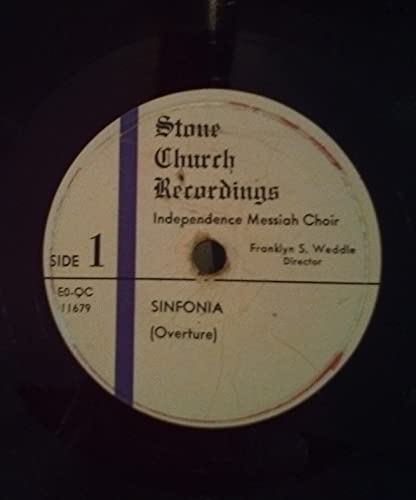 Stone
Church
Recordings
Independence Messiah Choir
Franklyn S. Weddle
Director
SIDE 1
E0-QC
11679
SINFONIA
(Overture)